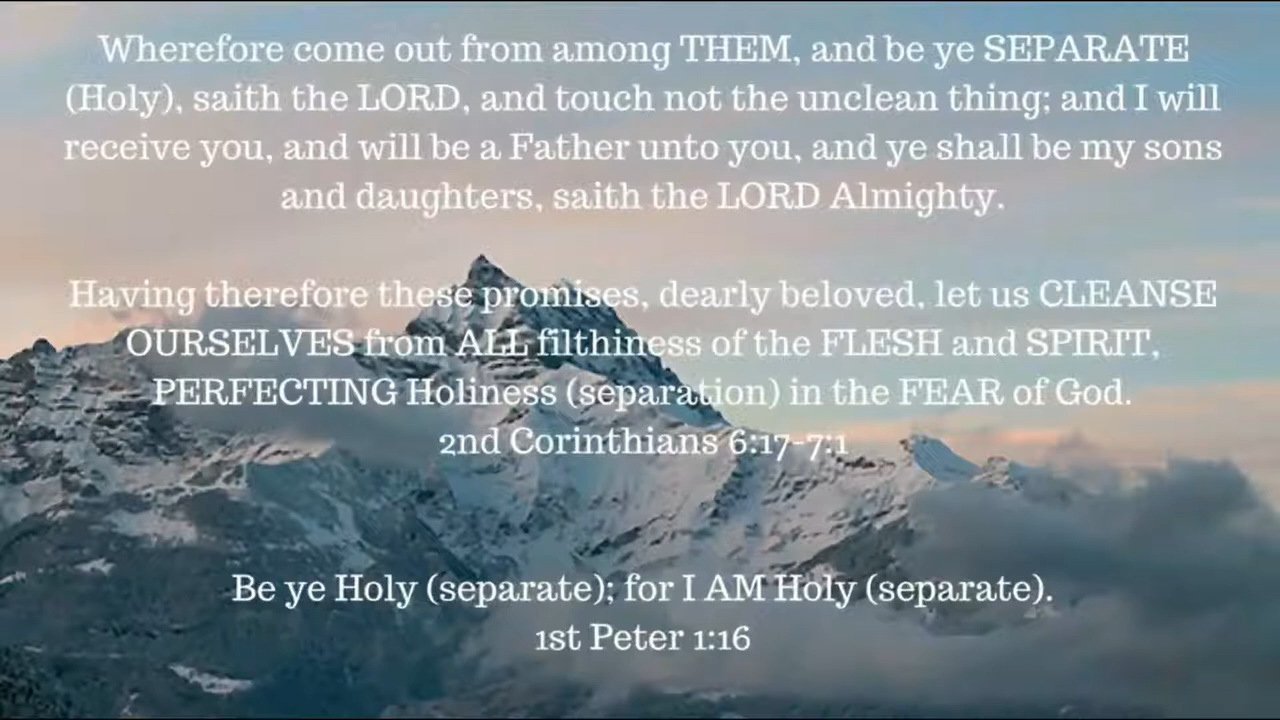 Wherefore come out from among THEM, and be ye SEPARATE
(Holy), saith the LORD, and touch not the unclean thing; and I will
receive you, and will be a Father unto you, and ye shall be my sons
and daughters, saith the LORD Almighty.
Having therefore these promises, dearly beloved, let us CLEANSE
OURSELVES from ALL filthiness of the FLESH and SPIRIT,
PERFECTING Holiness (separation) in the FEAR of God.
2nd Corinthians 6:17-7:1
Be ye Holy (separate); for I AM Holy (separate).
1st Peter 1:16